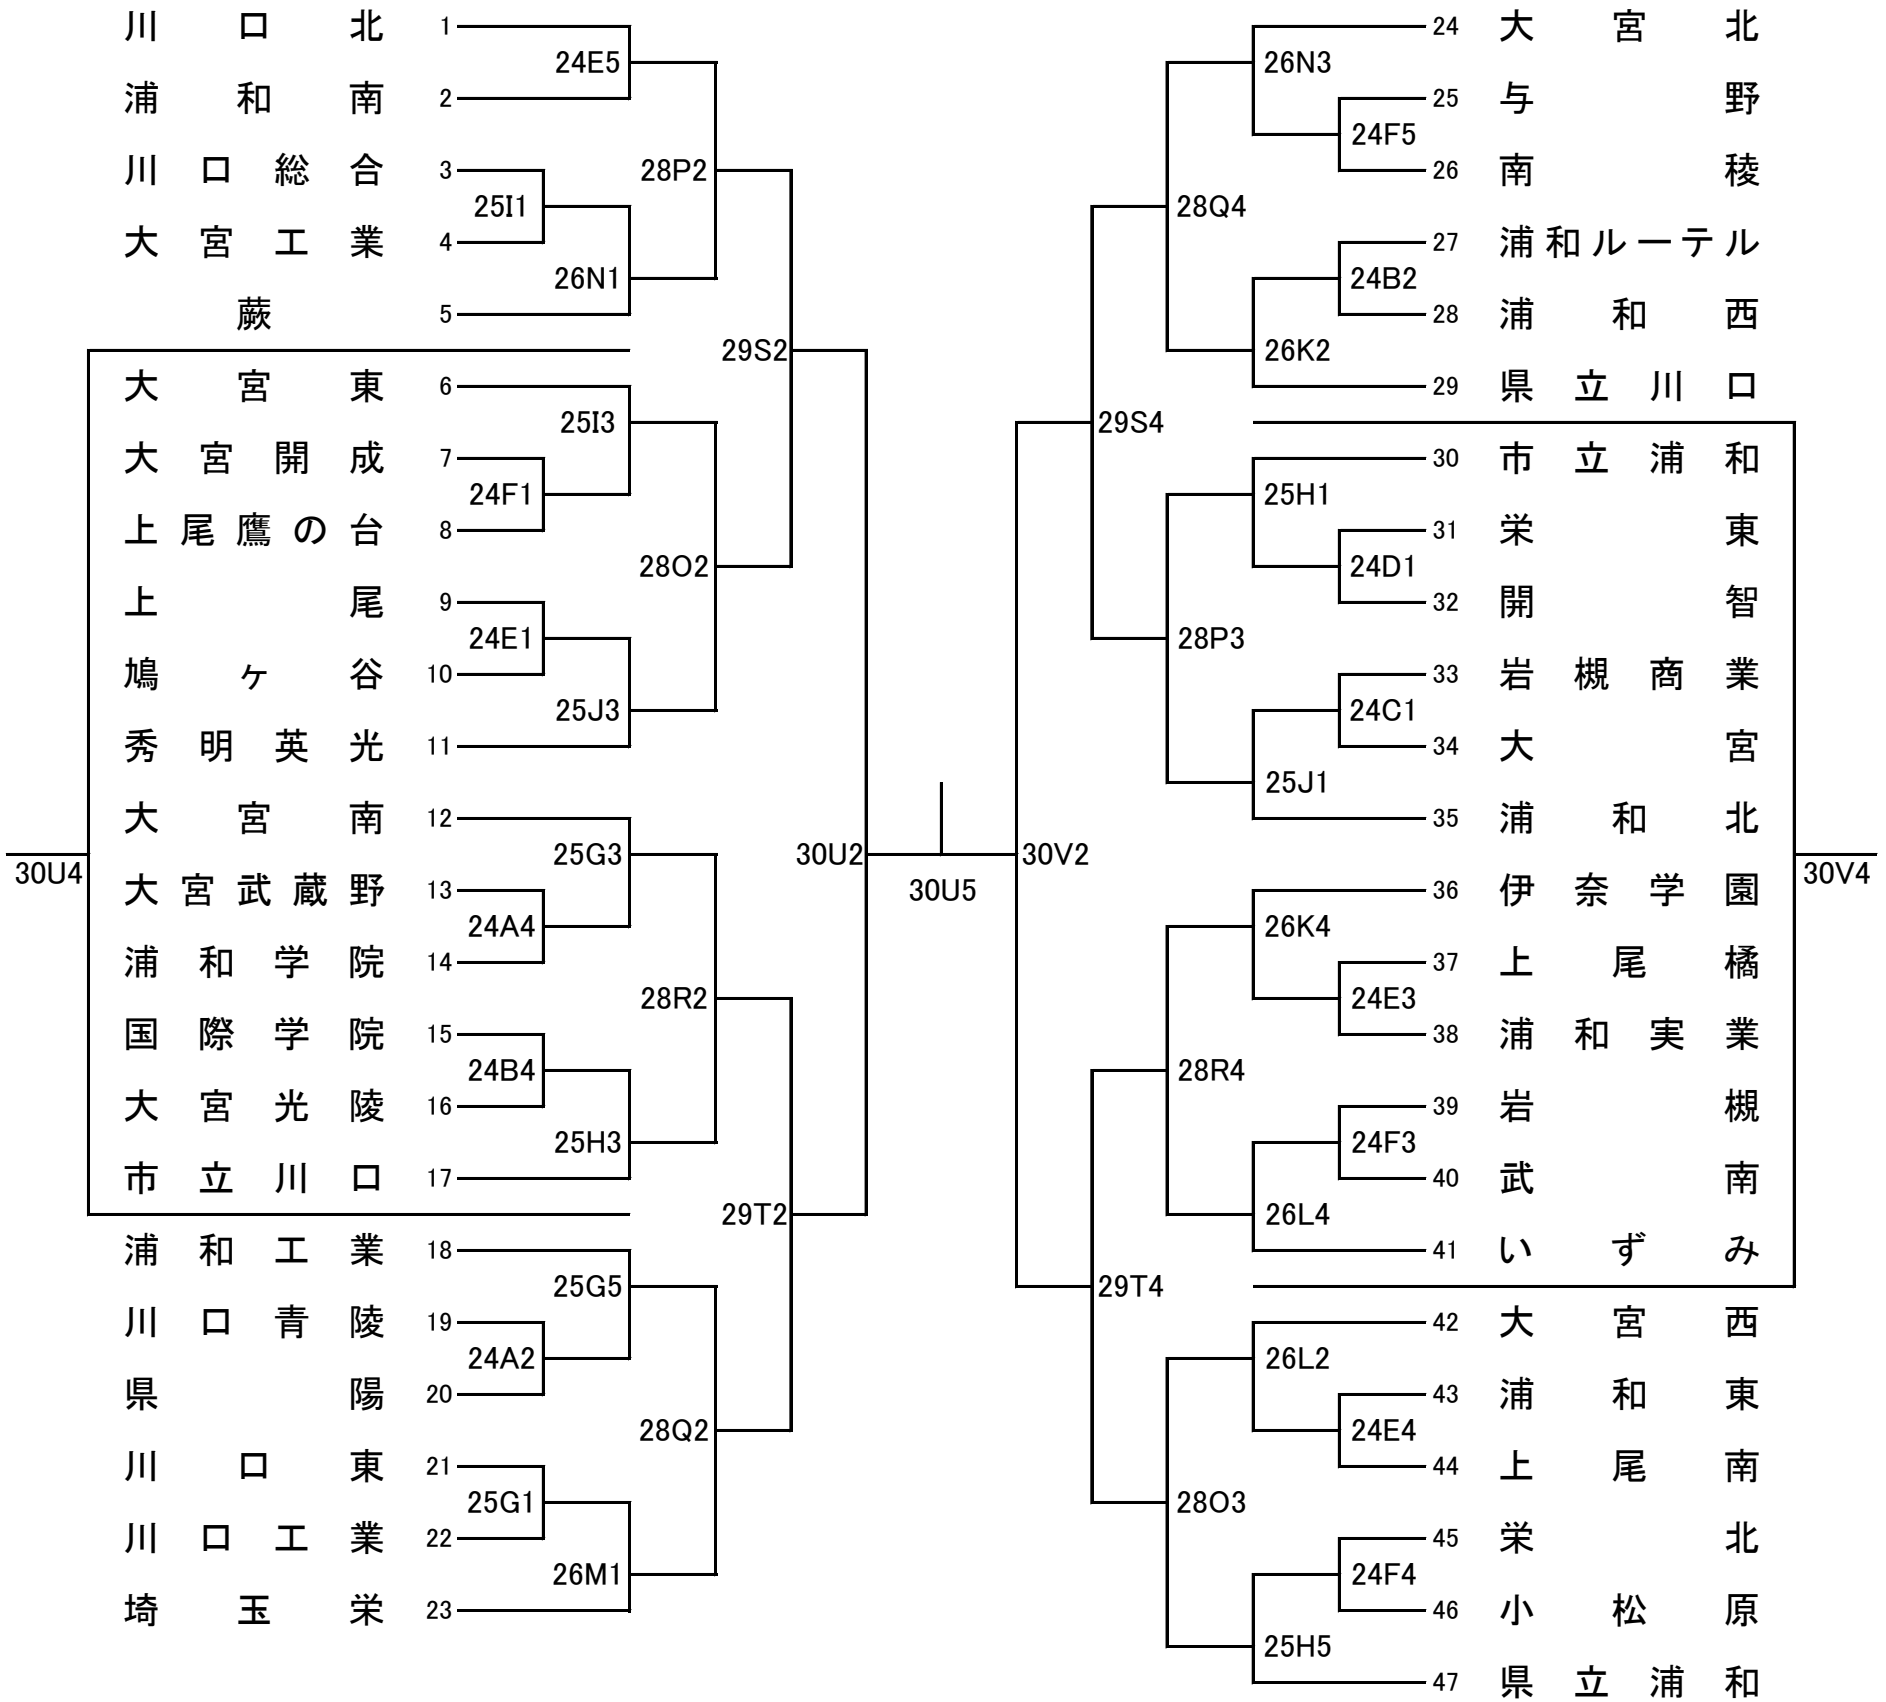 川口北 1
24E5
浦和南 2
川口総合 3
28P2
25I1
大宮工業 4
26N1
蕨 5
29S2
大宮東 6
25I3
大宮開成 7
24F1
上尾鷹の台 8
28O2
上尾 9
24E1
鳩ヶ谷 10
25J3
秀明英光 11
大宮南 12
25G3
30U2
30U4
大宮武蔵野 13
24A4
浦和学院 14
28R2
国際学院 15
24B4
大宮光陵 16
25H3
市立川口 17
29T2
浦和工業 18
25G5
川口青陵 19
24A2
県陽 20
28Q2
川口東 21
25G1
川口工業 22
26M1
埼玉栄 23
30U5
24 大宮北
26N3
25 与野
24F5
26 南稜
28Q4
27 浦和ルーテル
24B2
28 浦和西
26K2
29 県立川口
29S4
30 市立浦和
25H1
31 栄東
24D1
32 開智
28P3
33 岩槻商業
24C1
34 大宮
25J1
35 浦和北
30V2
30V4
36 伊奈学園
26K4
37 上尾橘
24E3
38 浦和実業
28R4
39 岩槻
24F3
40 武南
26L4
41 いずみ
29T4
42 大宮西
26L2
43 浦和東
24E4
44 上尾南
28O3
45 栄北
24F4
46 小松原
25H5
47 県立浦和